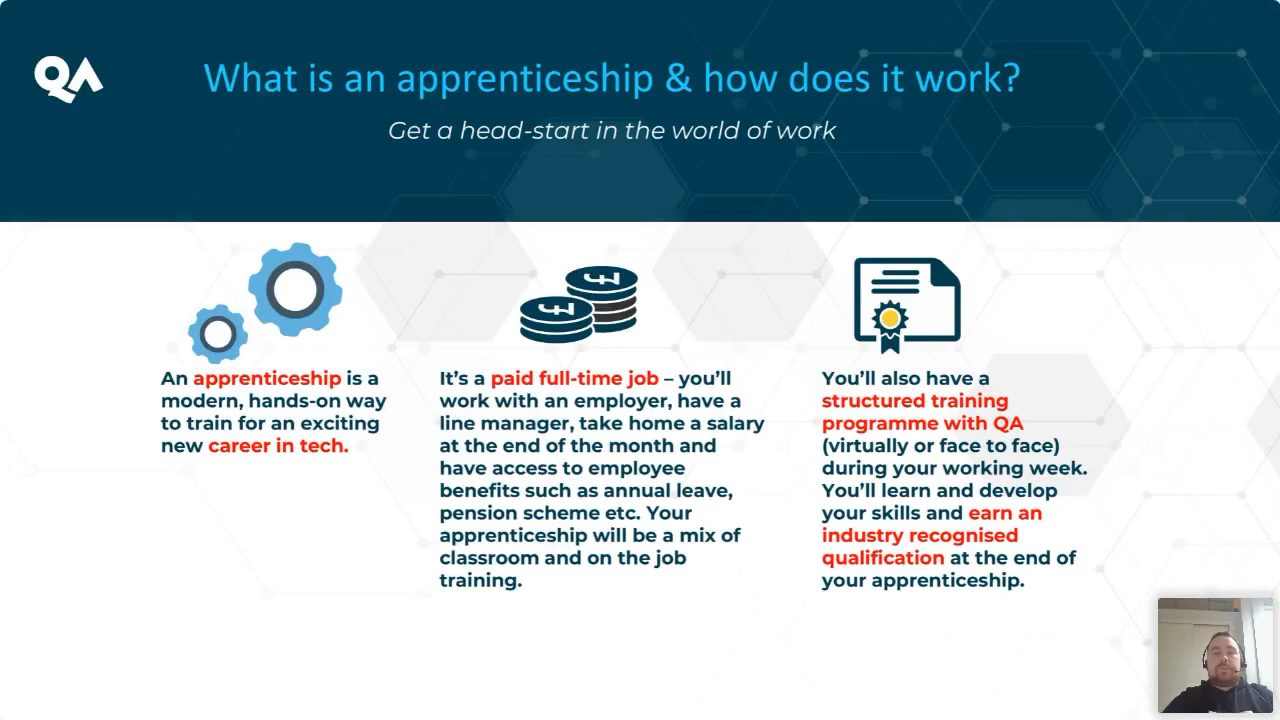 QA
What is an apprenticeship & how does it work?
Get a head-start in the world of work
An apprenticeship is a
modern, hands-on way
to train for an exciting
new career in tech.
It's a paid full-time job – you'll
work with an employer, have a
line manager, take home a salary
at the end of the month and
have access to employee
benefits such as annual leave,
pension scheme etc. Your
apprenticeship will be a mix of
classroom and on the job
training.
You'll also have a
structured training
programme with QA
(virtually or face to face)
during your working week.
You'll learn and develop
your skills and earn an
industry recognised
qualification at the end of
your apprenticeship.